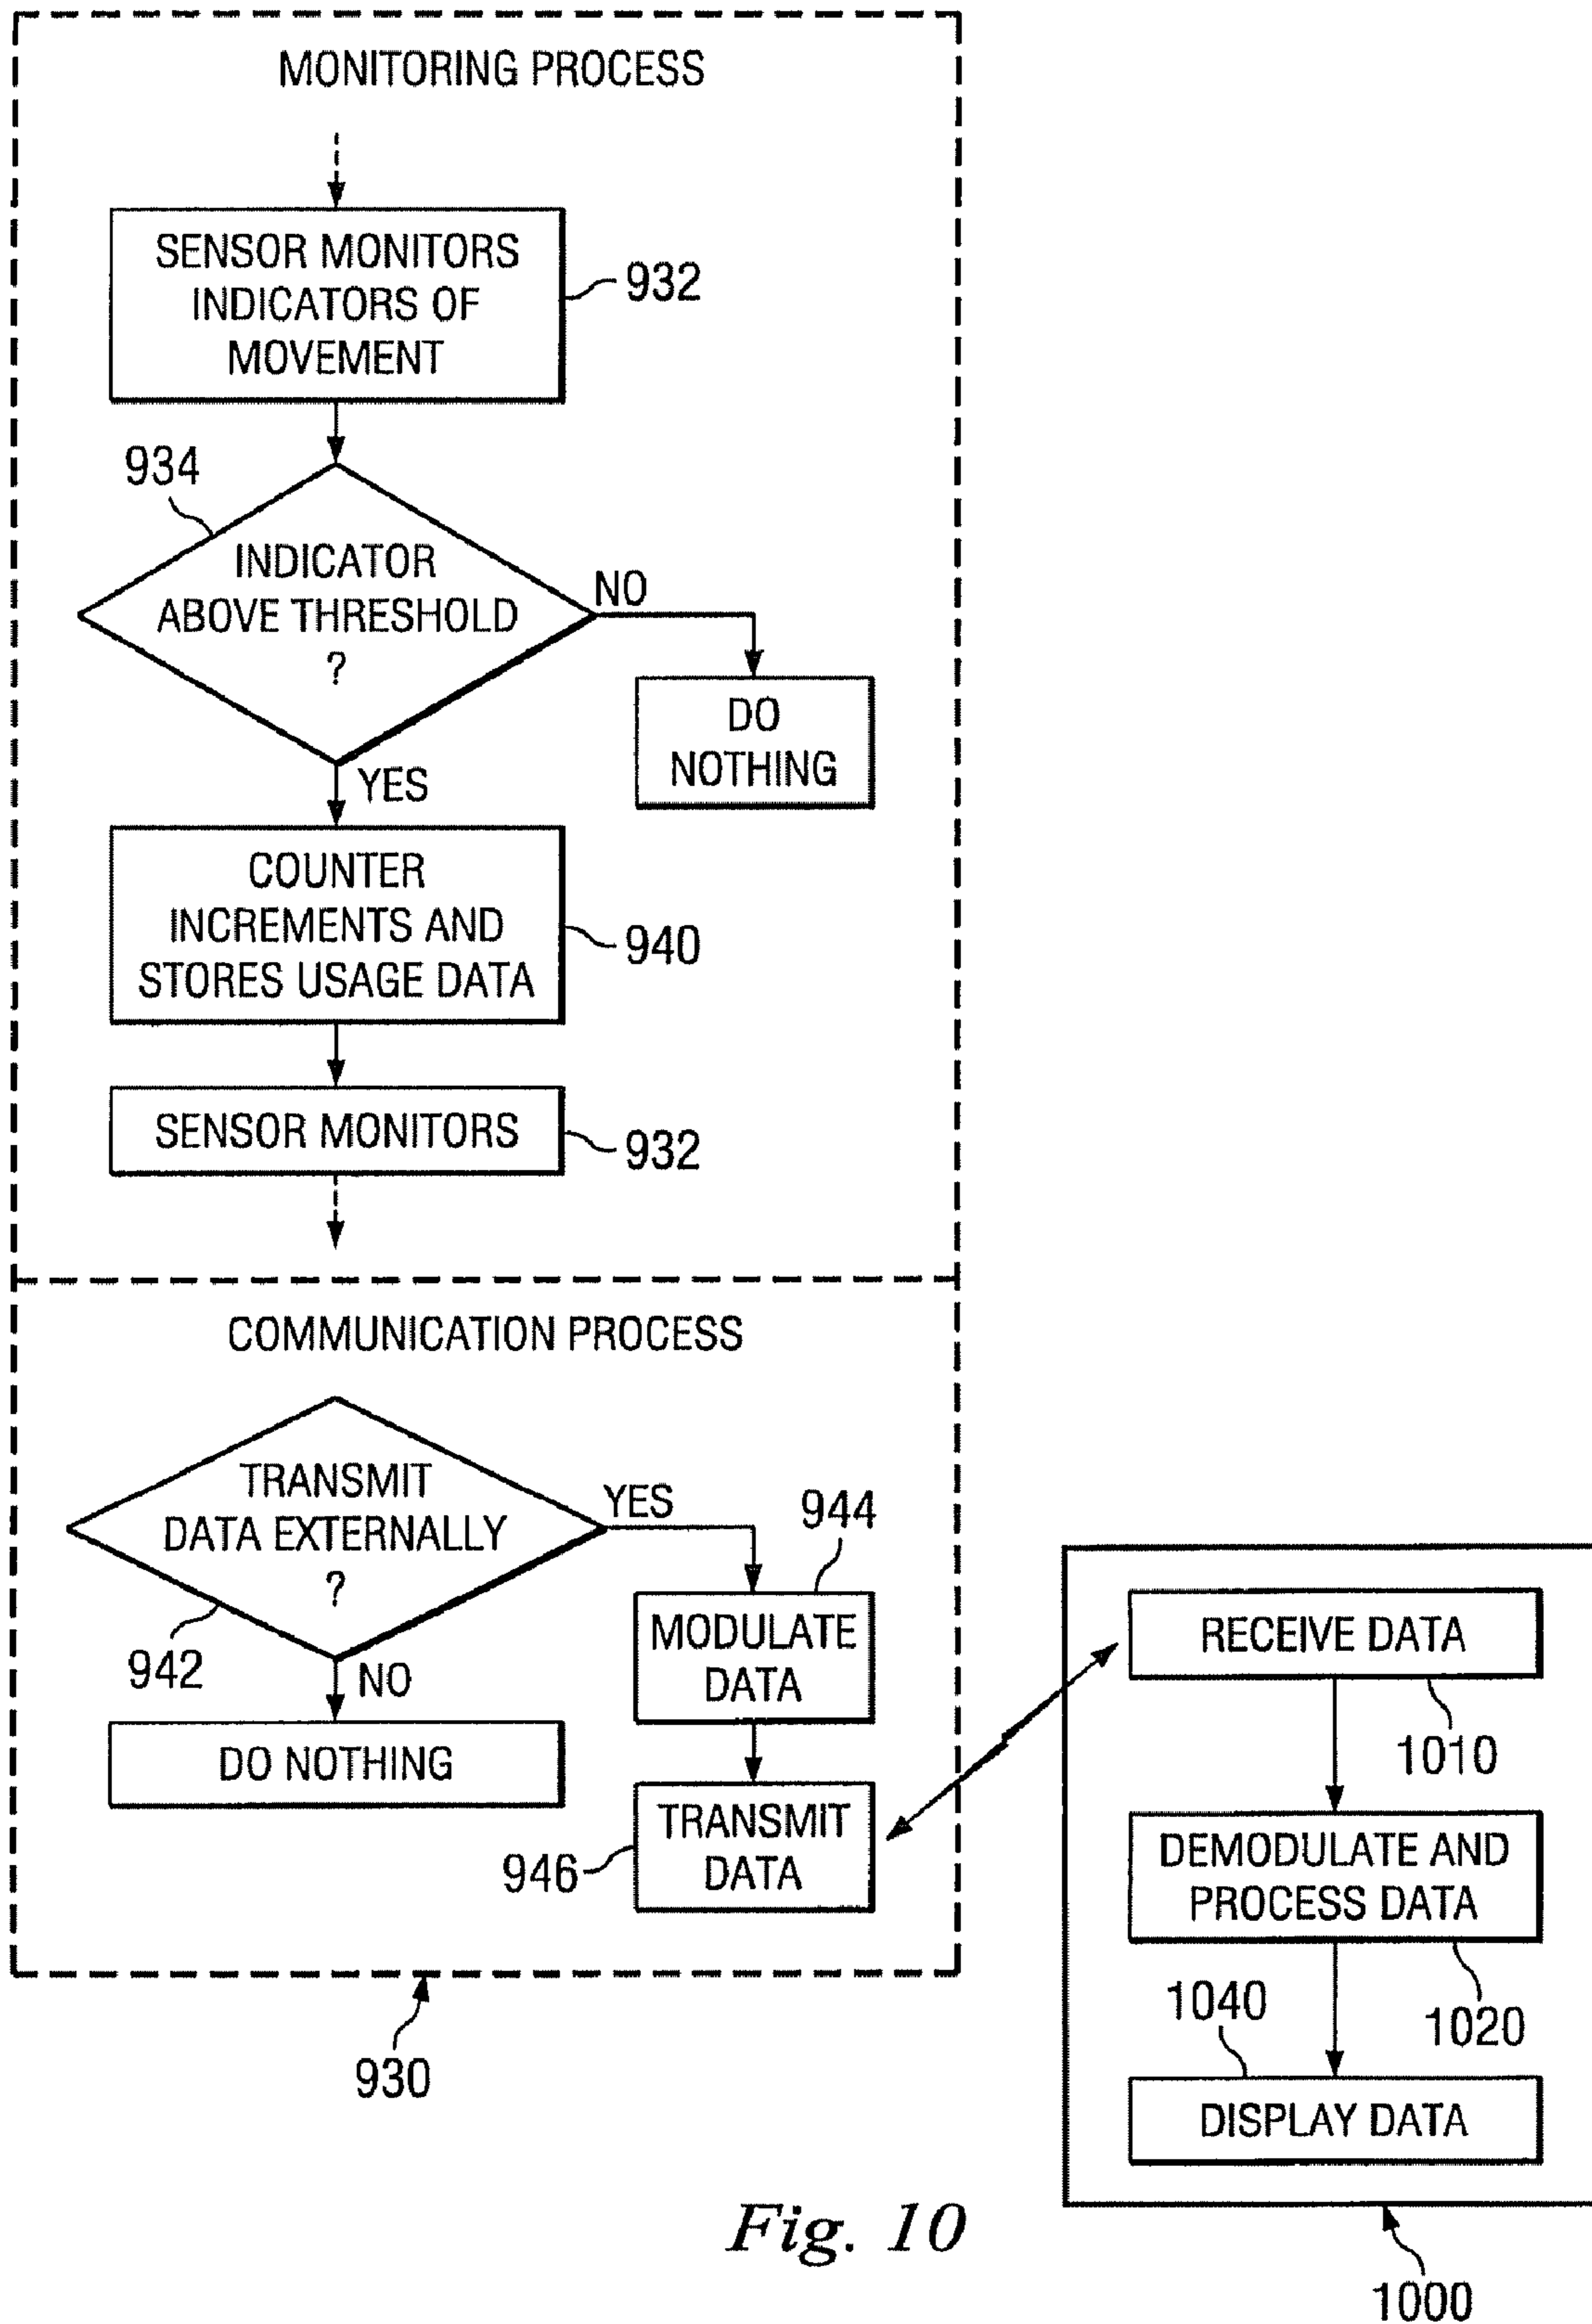 MONITORING PROCESS
SENSOR MONITORS
INDICATORS OF
MOVEMENT
932
934
INDICATOR
ABOVE THRESHOLD
?
NO
DO
NOTHING
YES
COUNTER
INCREMENTS AND
STORES USAGE DATA
940
SENSOR MONITORS
932
COMMUNICATION PROCESS
TRANSMIT
DATA EXTERNALLY
?
YES
944
942
NO
MODULATE
DATA
DO NOTHING
946
TRANSMIT
DATA
930
RECEIVE DATA
1010
DEMODULATE AND
PROCESS DATA
1040
1020
DISPLAY DATA
1000
Fig. 10